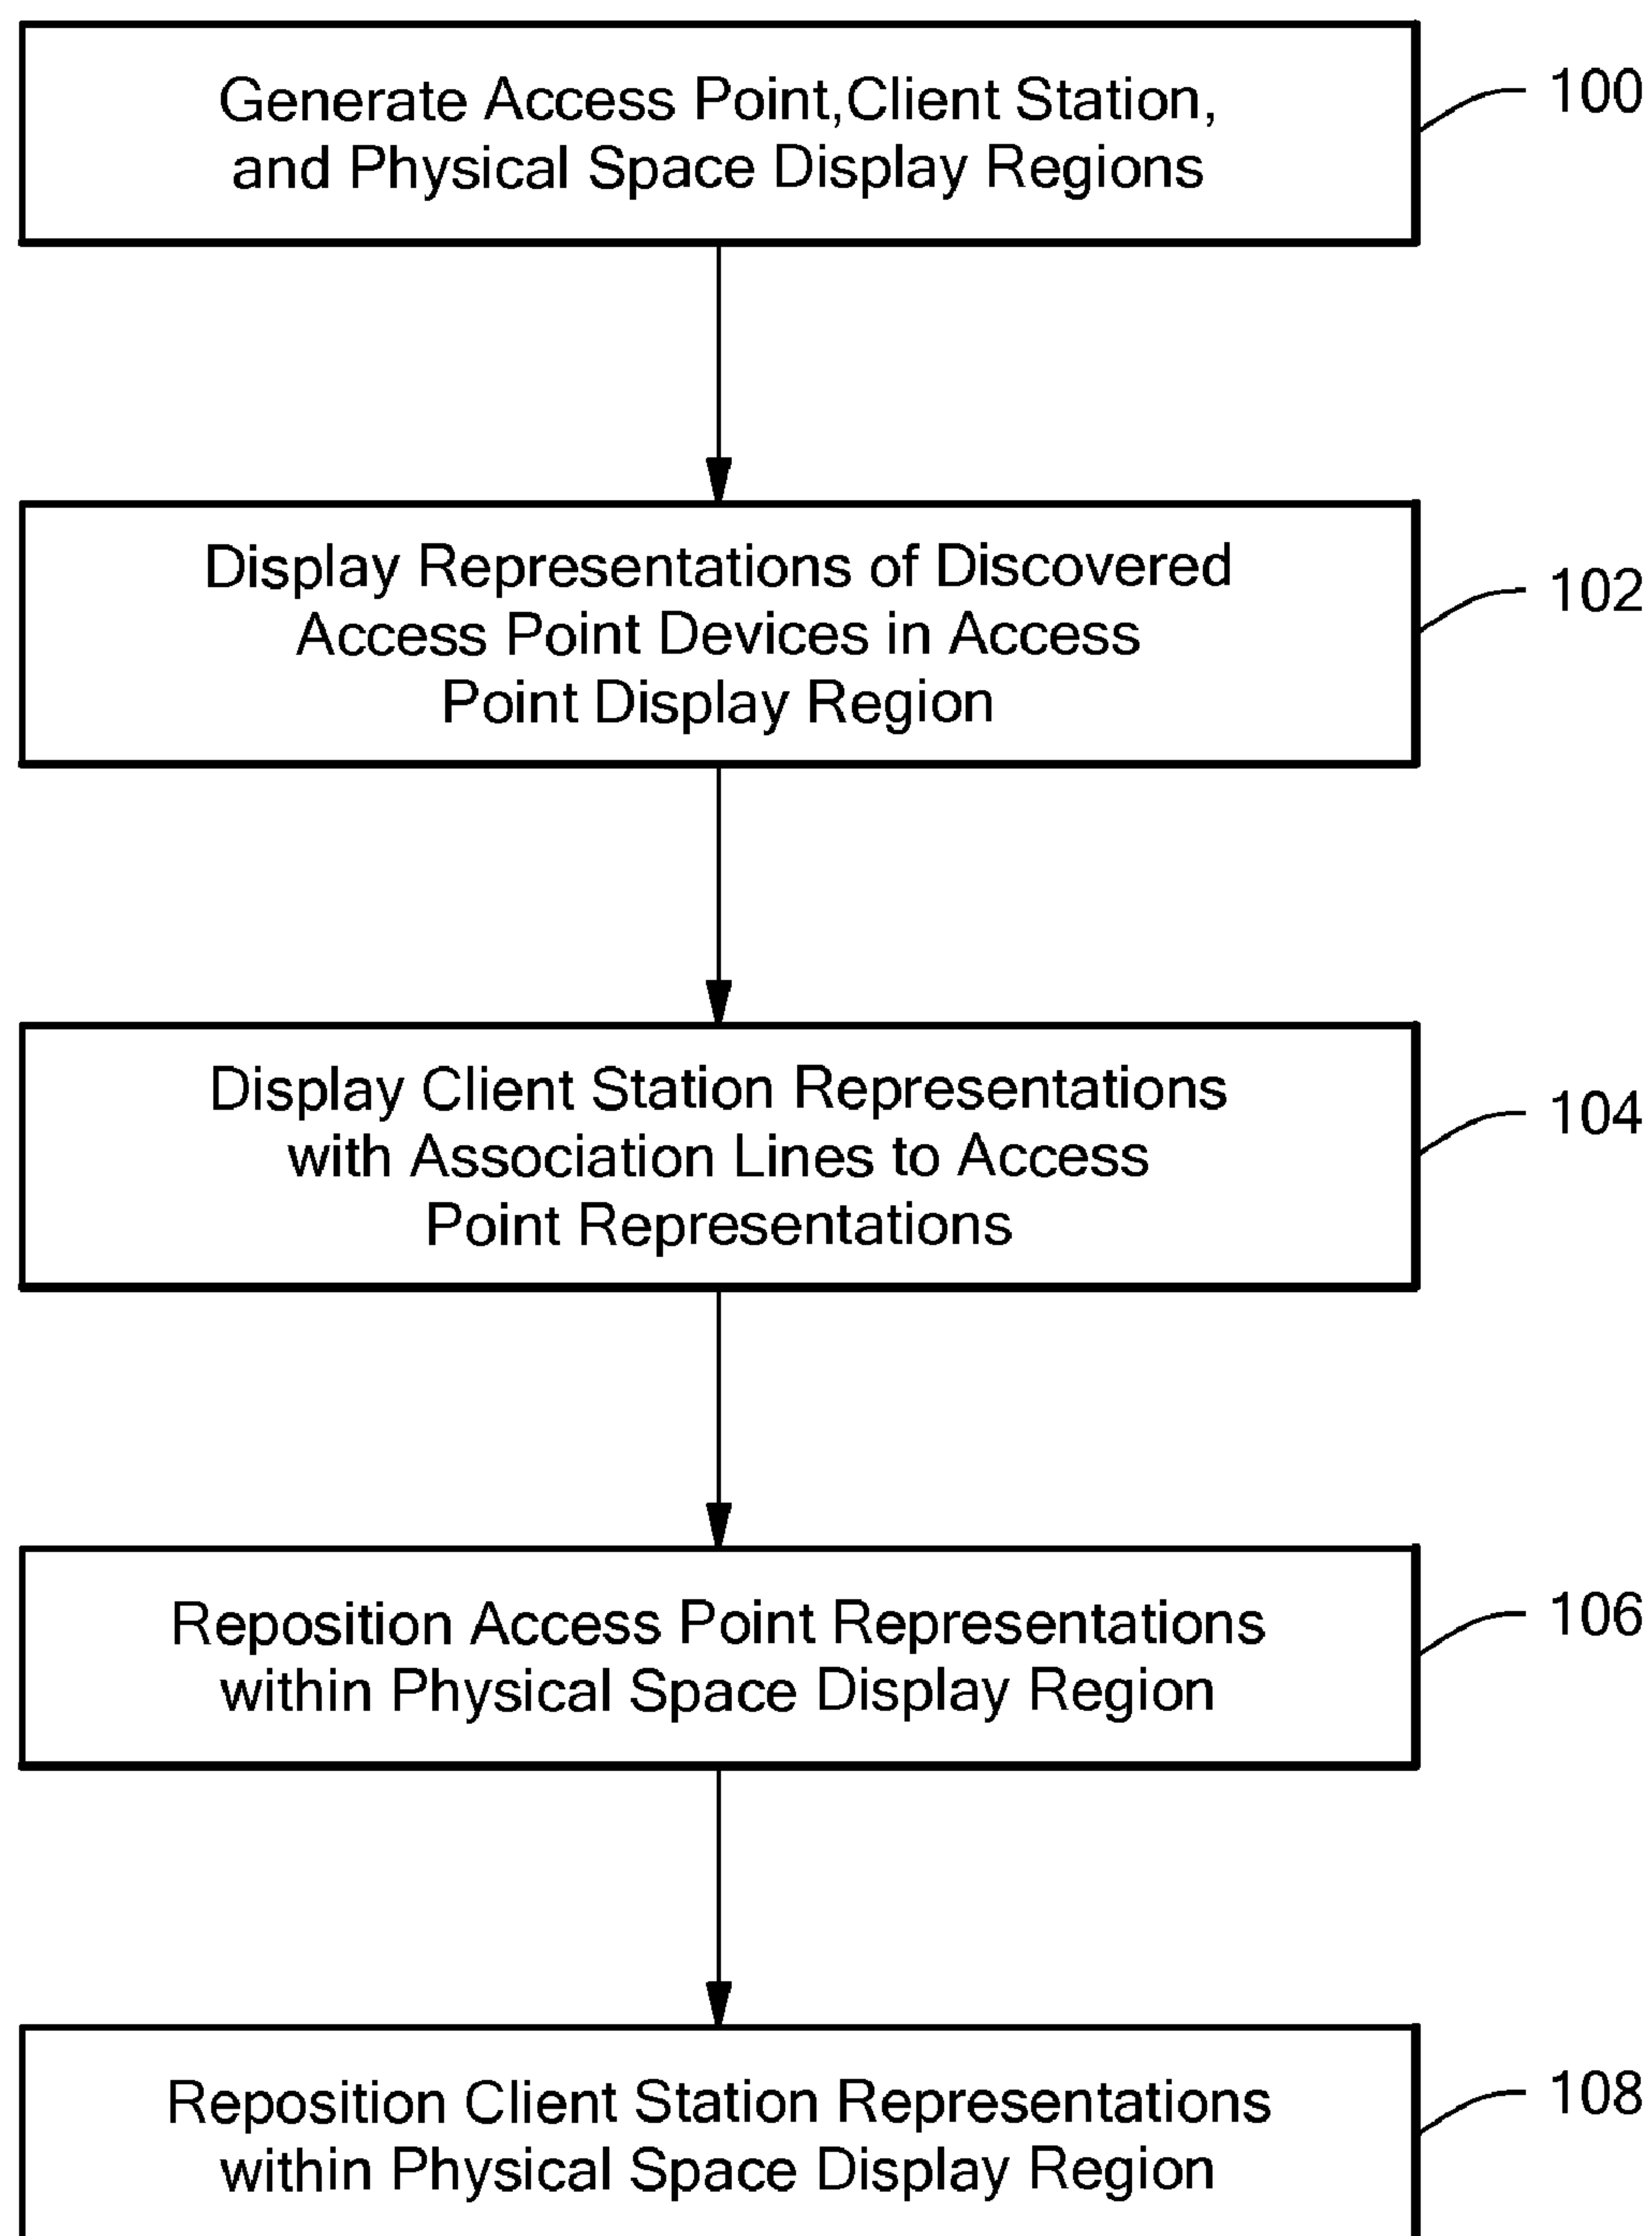 Generate Access Point,Client Station,
and Physical Space Display Regions
100
Display Representations of Discovered
Access Point Devices in Access
Point Display Region
102
Display Client Station Representations
with Association Lines to Access
Point Representations
104
Reposition Access Point Representations
within Physical Space Display Region
106
Reposition Client Station Representations
within Physical Space Display Region
108